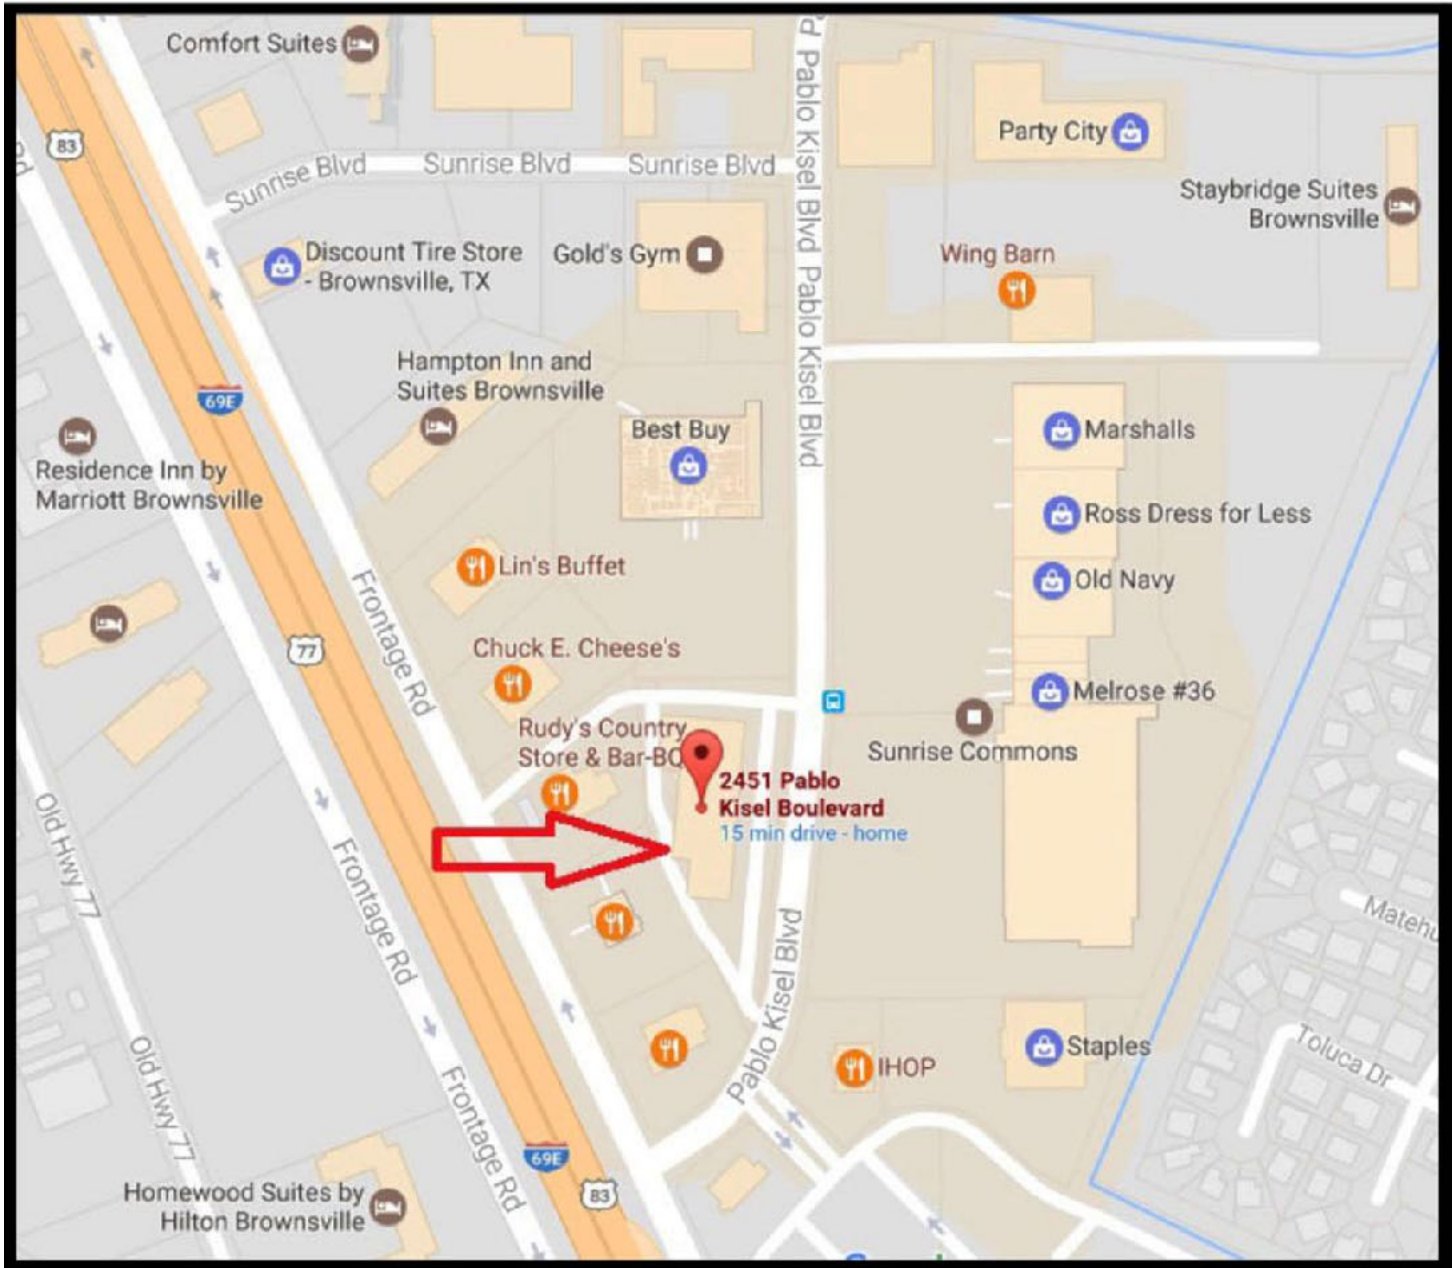 Comfort Suites
83
Rd
Sunrise Blvd
Sunrise Blvd
Sunrise Blvd
Pablo Kisel Blvd
Pablo Kisel Blvd
Party City
Staybridge Suites
Brownsville
Discount Tire Store
- Brownsville, TX
Gold's Gym
Wing Barn
Hampton Inn and
Suites Brownsville
69E
Best Buy
Marshalls
Residence Inn by
Marriott Brownsville
Ross Dress for Less
Lin's Buffet
Old Navy
Frontage Rd
77
Chuck E. Cheese's
Melrose #36
Rudy's Country
Store & Bar-BQ
Sunrise Commons
2451 Pablo
Kisel Boulevard
15 min drive - home
Old Hwy 77
Frontage Rd
Pablo Kisel Blvd
Matehu
Staples
IHOP
Toluca Dr
Old Hwy 77
Frontage Rd
69E
83
Homewood Suites by
Hilton Brownsville